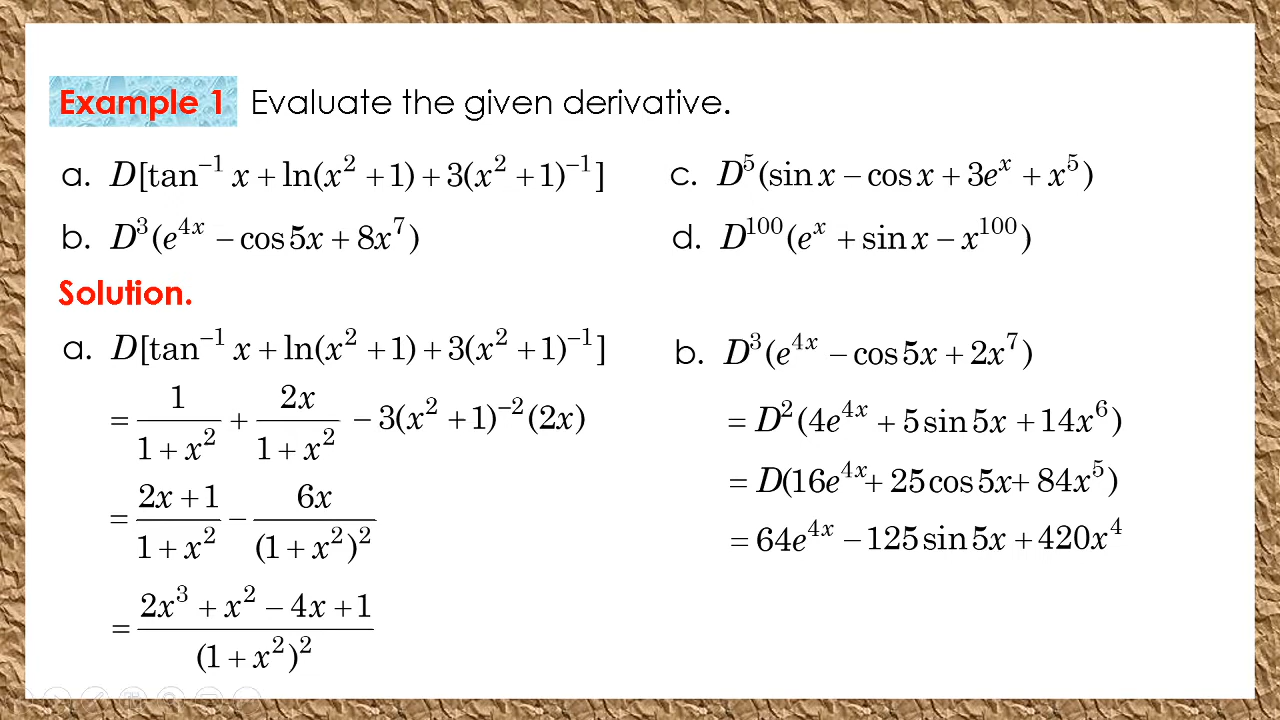 Example 1 Evaluate the given derivative.
a. D[tan⁻¹ x + ln(x² + 1) + 3(x² + 1)⁻¹]
c. D⁵(sin x − cos x + 3eˣ + x⁵)
b. D³(e⁴ˣ − cos 5x + 8x⁷)
d. D¹⁰⁰(eˣ + sin x − x¹⁰⁰)
Solution.
a. D[tan⁻¹ x + ln(x² + 1) + 3(x² + 1)⁻¹]
= 1/(1 + x²) + 2x/(1 + x²) − 3(x² + 1)⁻²(2x)
= (2x + 1)/(1 + x²) − 6x/(1 + x²)²
= (2x³ + x² − 4x + 1)/(1 + x²)²
b. D³(e⁴ˣ − cos 5x + 2x⁷)
= D²(4e⁴ˣ + 5 sin 5x + 14x⁶)
= D(16e⁴ˣ + 25 cos 5x + 84x⁵)
= 64e⁴ˣ − 125 sin 5x + 420x⁴